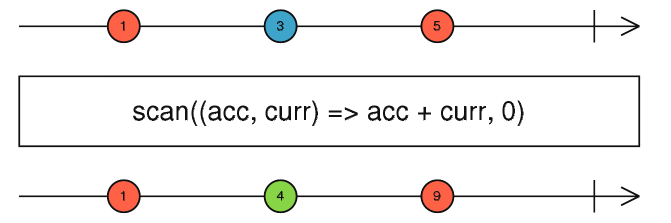 1 3 5
scan((acc, curr) => acc + curr, 0)
1 4 9